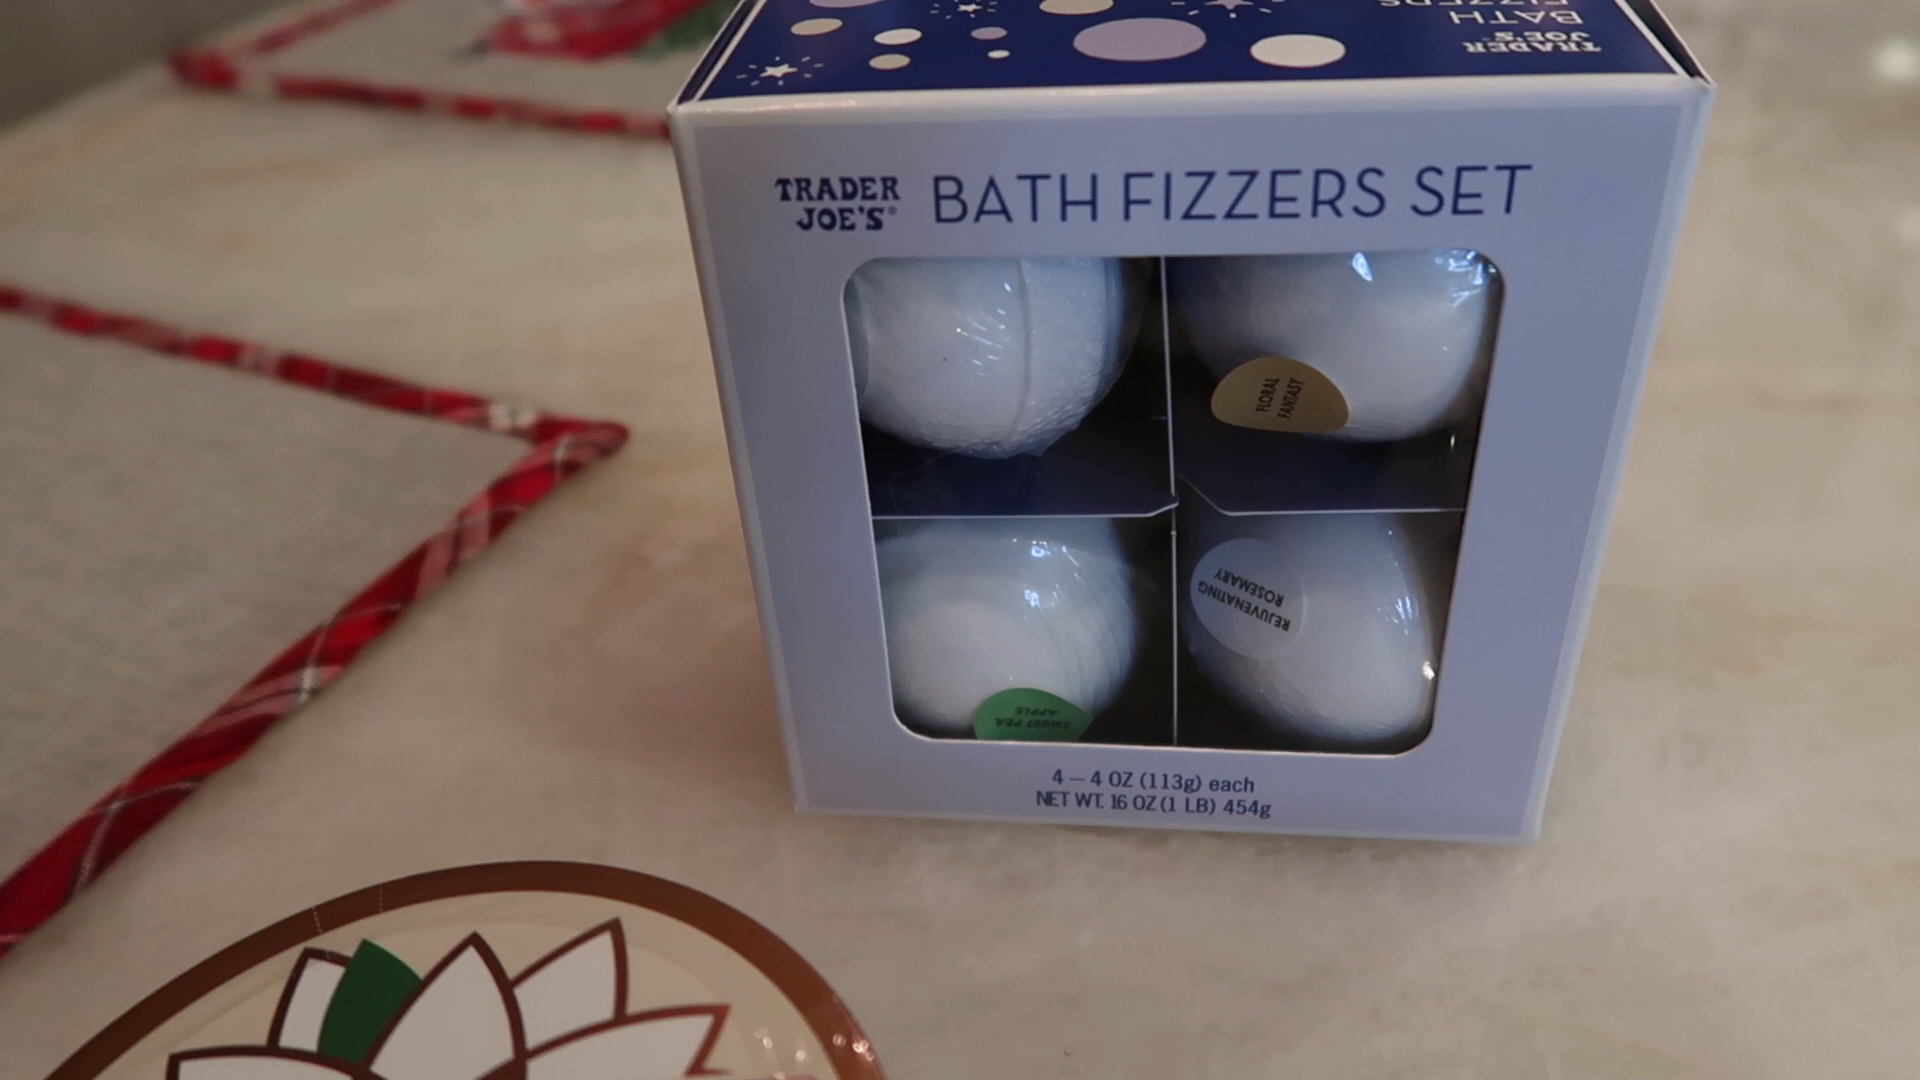 TRADER
JOE'S
BATH
FIZZERS
TRADER
JOE'S®
BATH FIZZERS SET
FLORAL
FANTASY
REJUVENATING
ROSEMARY
SWEET PEA
APPLE
4 – 4 OZ (113g) each
NET WT. 16 OZ (1 LB) 454g